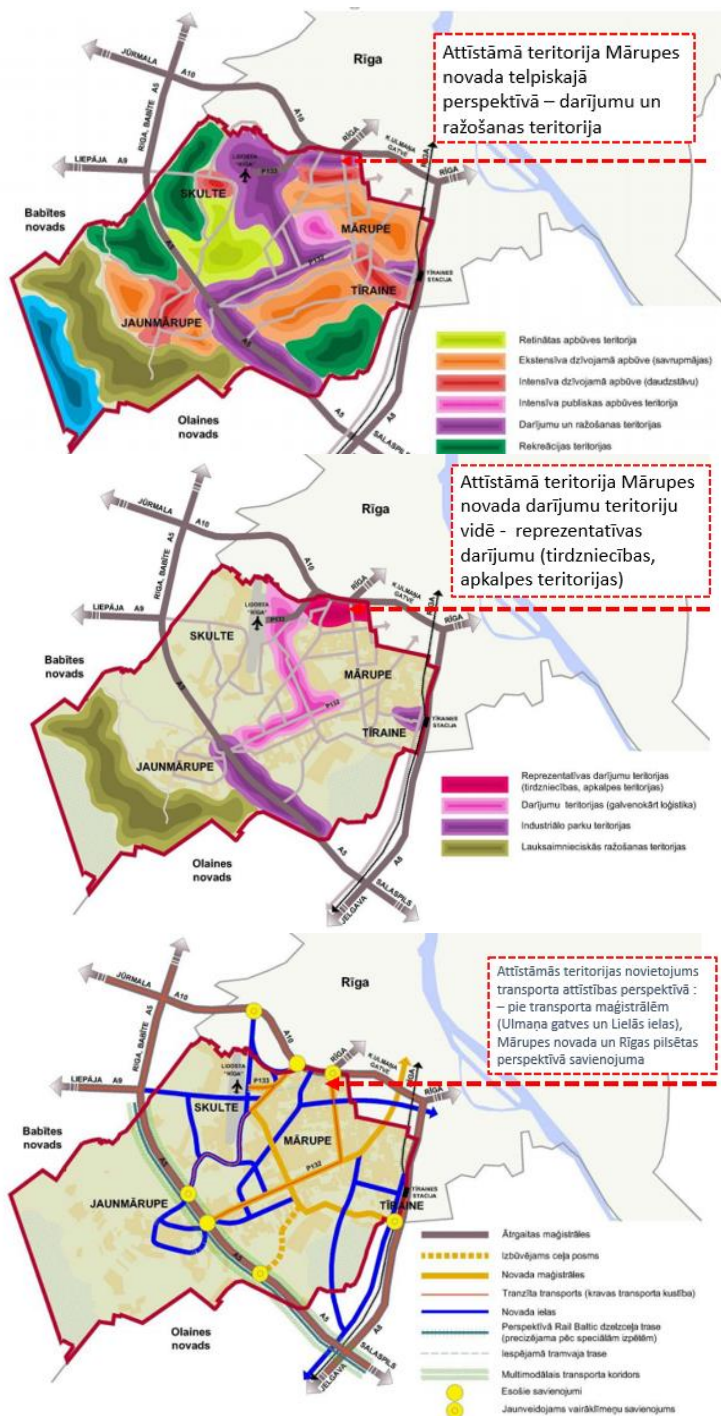 Rīga
JŪRMALA
A10
A5
RIGA, BABĪTE
A10
Attīstāmā teritorija Mārupes
novada telpiskajā
perspektīvā – darījumu un
ražošanas teritorija
RĪGA
K.ULMAŅA
GATVE
RĪGA
RĪGA
LIEPĀJA A9
LIDOSTA
"RĪGA"
P133
SKULTE
Babītes
novads
MĀRUPE
A5
P132
TĪRAINES
STACIJA
TĪRAINE
JAUNMĀRUPE
A5
Olaines
novads
A5
A8
SALASPILS
Retinātas apbūves teritorija
Ekstensīva dzīvojamā apbūve (savrupmājas)
Intensīva dzīvojamā apbūve (daudzstāvu)
Intensīva publiskas apbūves teritorija
Darījumu un ražošanas teritorijas
Rekreācijas teritorijas
Rīga
JŪRMALA
A10
A5
RIGA, BABĪTE
A10
Attīstāmā teritorija Mārupes
novada darījumu teritoriju
vidē - reprezentatīvas
darījumu (tirdzniecības,
apkalpes teritorijas)
RĪGA
K.ULMAŅA
GATVE
RĪGA
RĪGA
LIEPĀJA A9
LIDOSTA
"RĪGA"
P133
SKULTE
Babītes
novads
MĀRUPE
A5
P132
TĪRAINES
STACIJA
TĪRAINE
JAUNMĀRUPE
Olaines
novads
A5
A8
SALASPILS
JELGAVA
Reprezentatīvas darījumu teritorijas
(tirdzniecības, apkalpes teritorijas)
Darījumu teritorijas (galvenokārt loģistika)
Industriālo parku teritorijas
Lauksaimnieciskās ražošanas teritorijas
Rīga
JŪRMALA
A10
A5
RIGA, BABĪTE
A10
Attīstāmās teritorijas novietojums
transporta attīstības perspektīvā :
– pie transporta maģistrālēm
(Ulmaņa gatves un Lielās ielas),
Mārupes novada un Rīgas pilsētas
perspektīvā savienojuma
RĪGA
K.ULMAŅA
GATVE
RĪGA
RĪGA
LIEPĀJA A9
LIDOSTA
"RĪGA"
P133
SKULTE
Babītes
novads
MĀRUPE
P132
TĪRAINES
STACIJA
TĪRAINE
JAUNMĀRUPE
A5
Olaines
novads
A5
A8
SALASPILS
JELGAVA
Ātrgaitas maģistrāles
Izbūvējams ceļa posms
Novada maģistrāles
Tranzīta transports (kravas transporta kustība)
Novada ielas
Perspektīvā Rail Baltic dzelzceļa trase
(precizējama pēc speciālām izpētēm)
Iespējamā tramvaja trase
Multimodālais transporta koridors
Esošie savienojumi
Jaunveidojams vairāklīmeņu savienojums